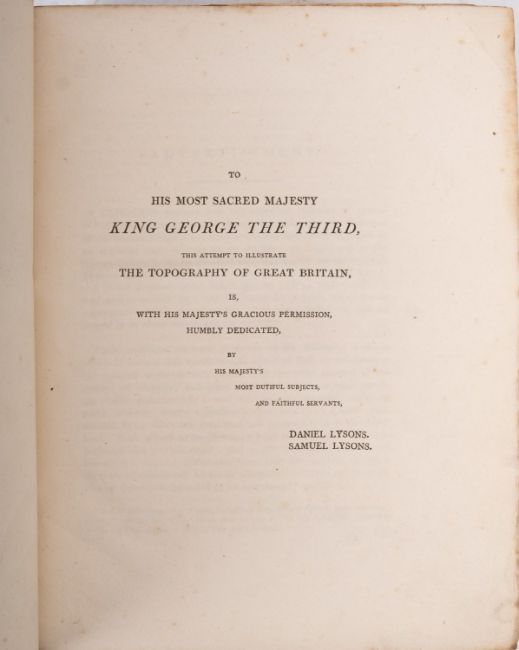 TO
HIS MOST SACRED MAJESTY
KING GEORGE THE THIRD,
THIS ATTEMPT TO ILLUSTRATE
THE TOPOGRAPHY OF GREAT BRITAIN,
IS,
WITH HIS MAJESTY'S GRACIOUS PERMISSION,
HUMBLY DEDICATED,
BY
HIS MAJESTY'S
MOST DUTIFUL SUBJECTS,
AND FAITHFUL SERVANTS,
DANIEL LYSONS.
SAMUEL LYSONS.